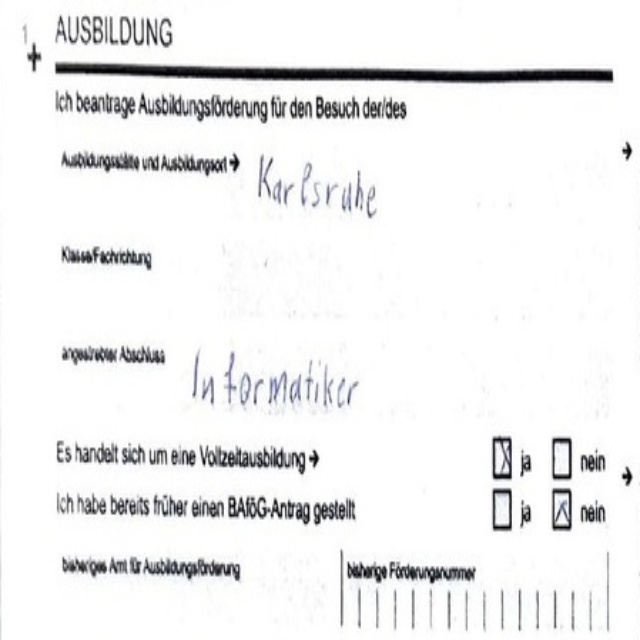 1 AUSBILDUNG
+
Ich beantrage Ausbildungsförderung für den Besuch der/des
Ausbildungsstätte und Ausbildungsort → Karlsruhe
→
Klasse/Fachrichtung
angestrebter Abschluss Informatiker
Es handelt sich um eine Vollzeitausbildung → ja nein
→
Ich habe bereits früher einen BAföG-Antrag gestellt ja nein
bisheriges Amt für Ausbildungsförderung bisherige Förderungsnummer